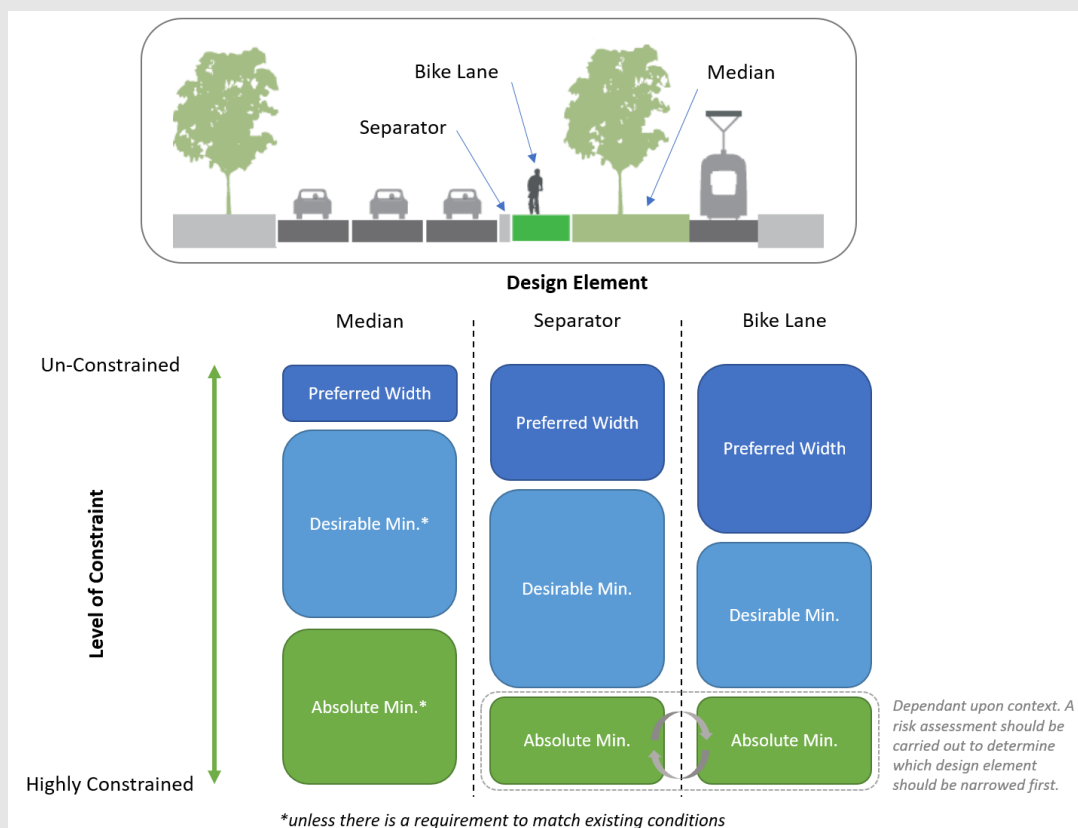 Bike Lane
Median
Separator
Design Element
Median
Separator
Bike Lane
Un-Constrained
Preferred Width
Preferred Width
Preferred Width
Level of Constraint
Desirable Min.*
Desirable Min.
Desirable Min.
Absolute Min.*
Absolute Min.
Absolute Min.
Dependant upon context. A
risk assessment should be
carried out to determine
which design element
should be narrowed first.
Highly Constrained
*unless there is a requirement to match existing conditions